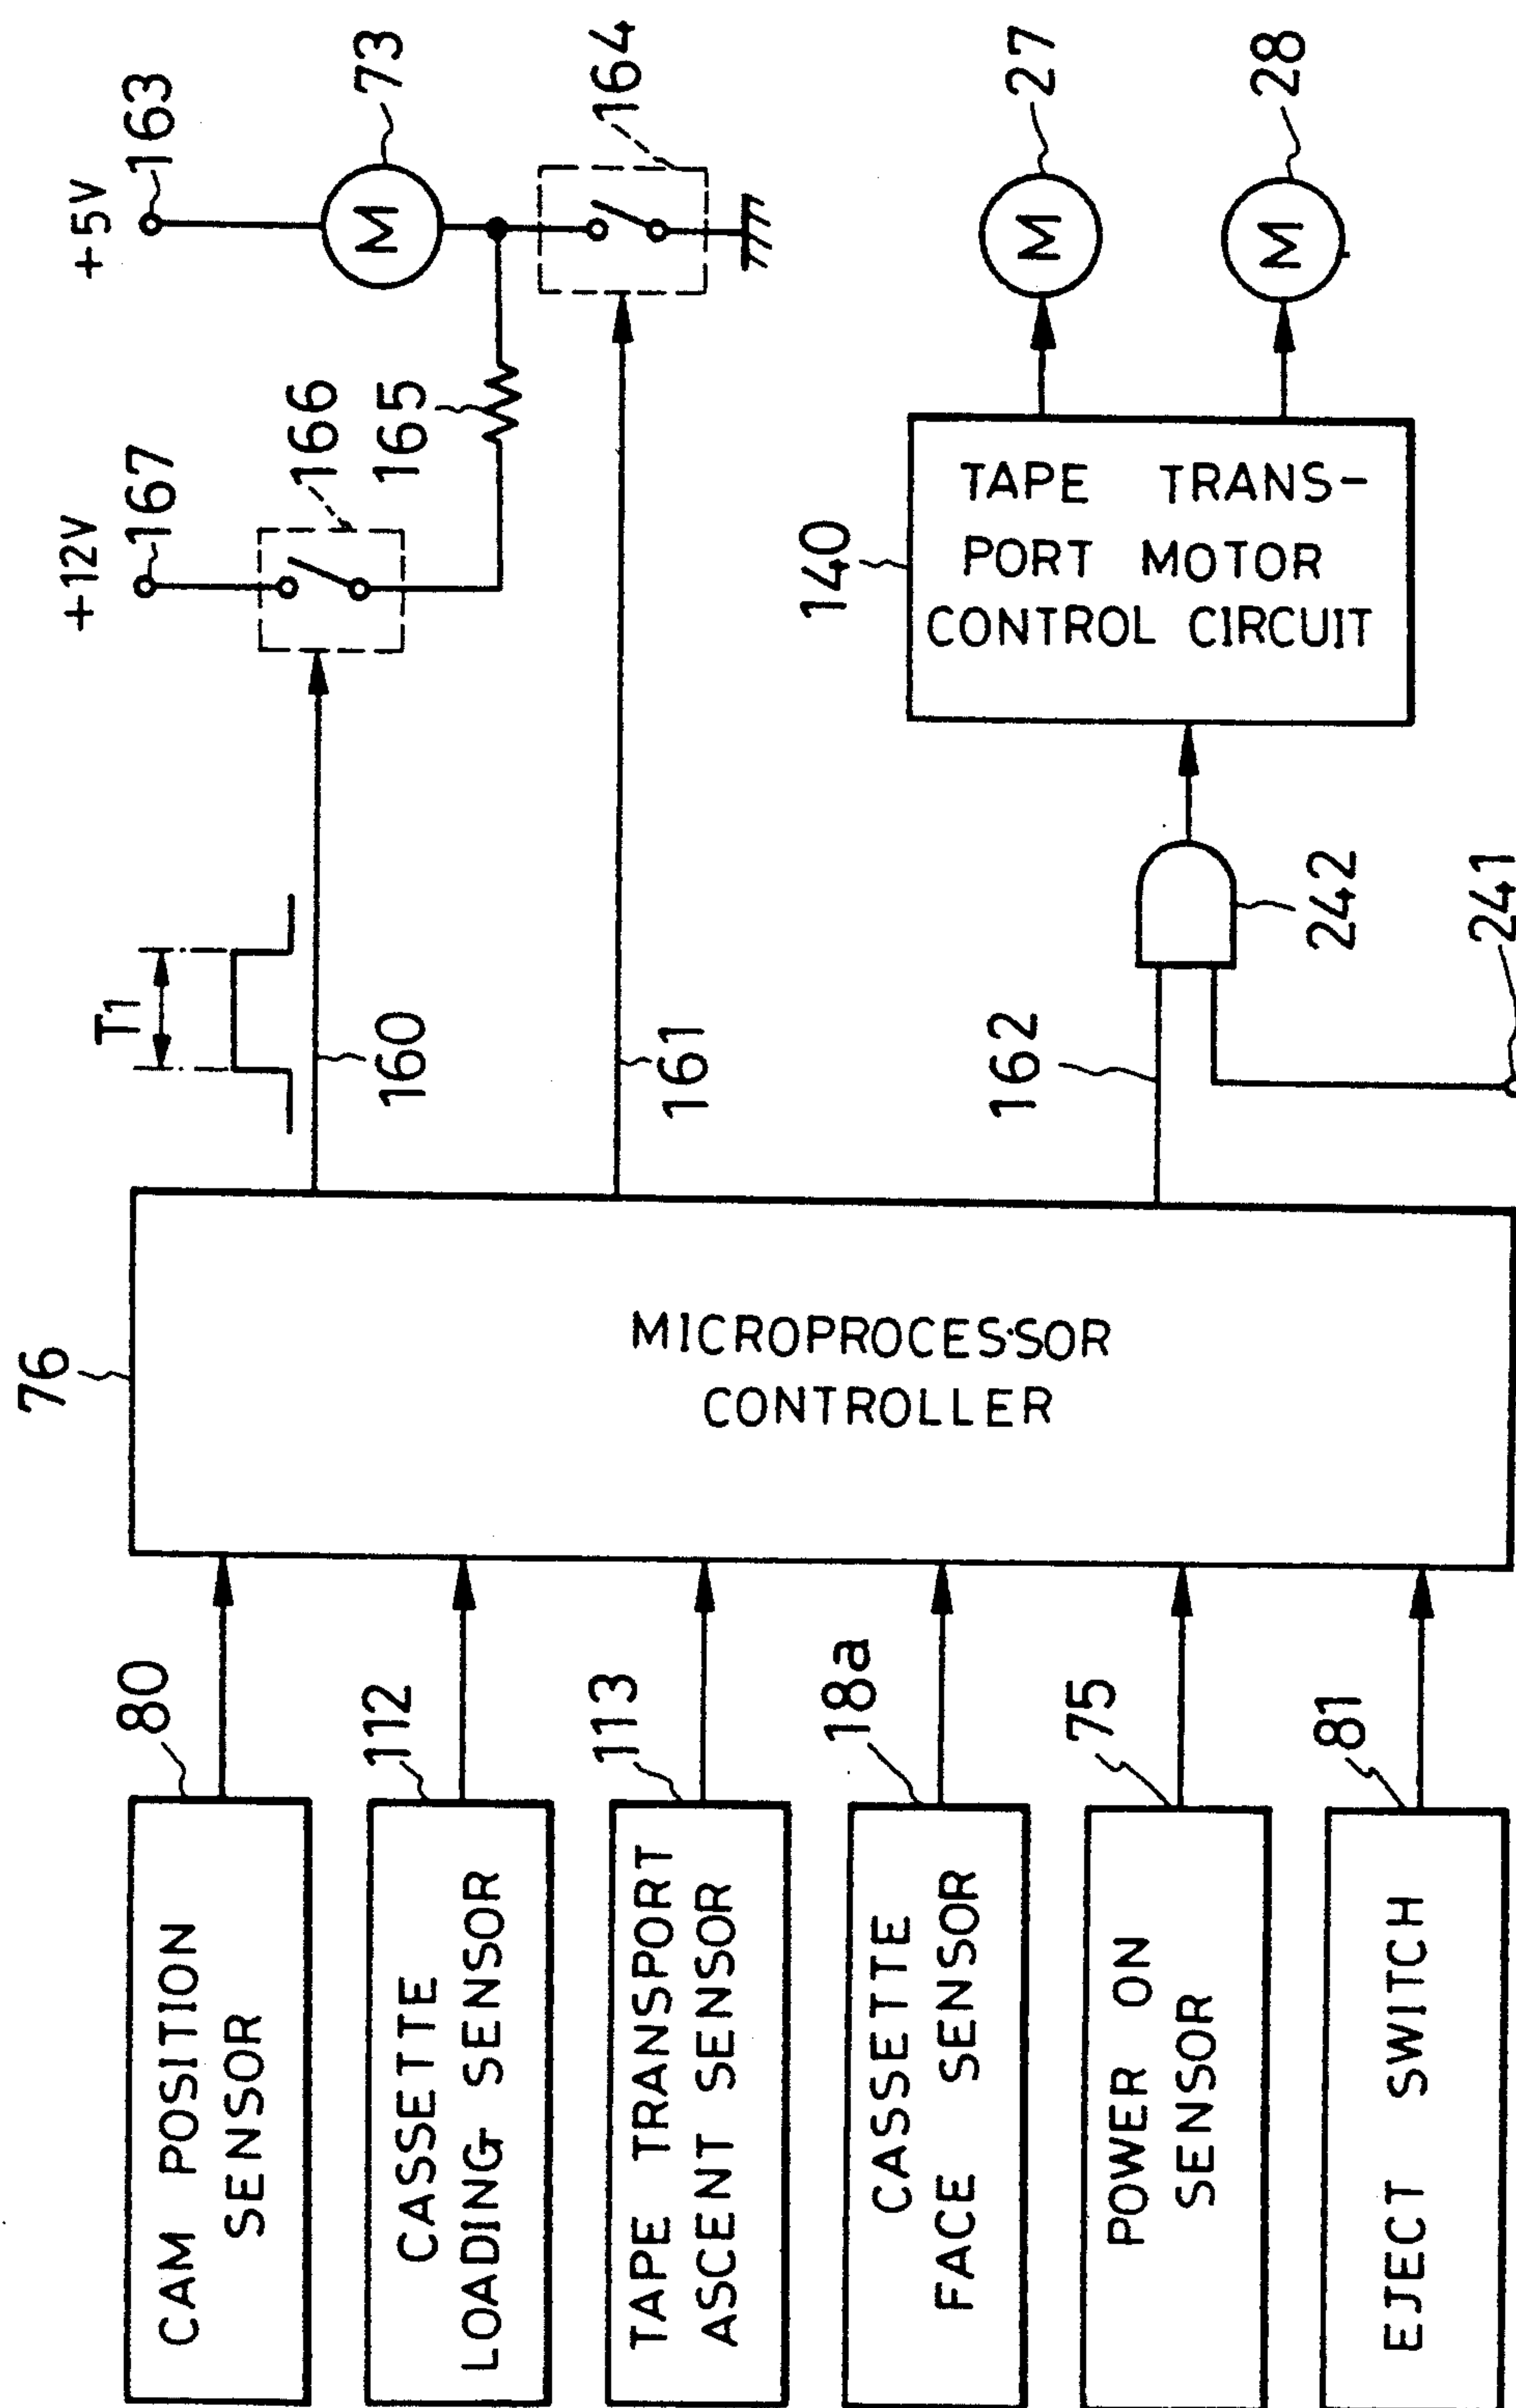 CAM POSITION
SENSOR
80
CASSETTE
LOADING SENSOR
112
TAPE TRANSPORT
ASCENT SENSOR
113
CASSETTE
FACE SENSOR
18a
POWER ON
SENSOR
75
EJECT SWITCH
81
76
MICROPROCESSOR
CONTROLLER
T1
160
161
162
+12V
167
166
165
+5V
163
M
73
164
242
241
140
TAPE TRANS-
PORT MOTOR
CONTROL CIRCUIT
M
27
M
28